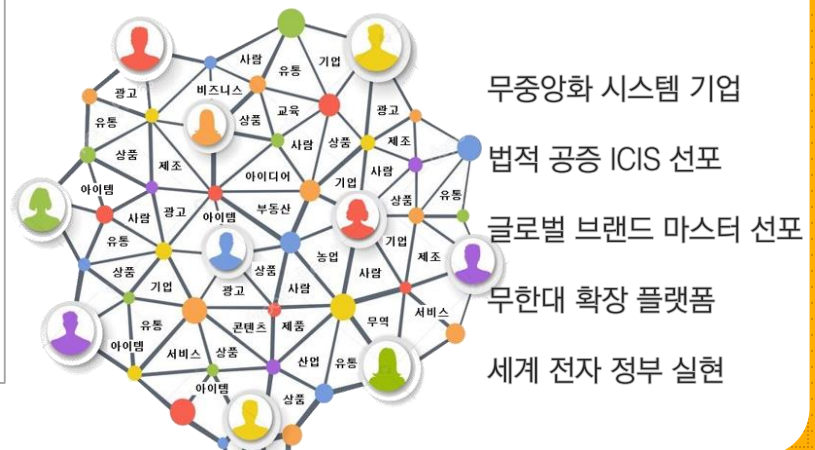 사람
기업
유통
광고
비즈니스
유통
상품
교육
광고
상품
제조
사람
상품
제조
아이디어
기업
사람
아이템
상품
유통
사람
광고
아이템
부동산
유통
기업
제조
농업
상품
기업
광고
상품
사람
사람
유통
콘텐츠
제품
무역
서비스
아이템
서비스
상품
산업
유통
아이템
상품
무중앙화 시스템 기업
법적 공증 ICIS 선포
글로벌 브랜드 마스터 선포
무한대 확장 플랫폼
세계 전자 정부 실현